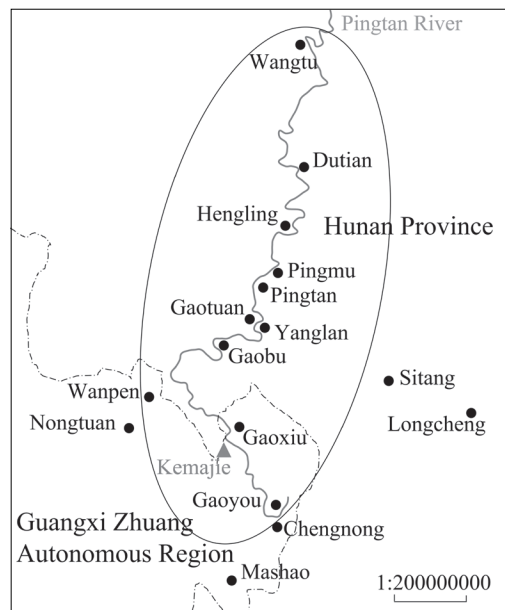 Pingtan River
Wangtu
Dutian
Hengling
Hunan Province
Pingmu
Pingtan
Gaotuan
Yanglan
Gaobu
Sitang
Wanpen
Longcheng
Nongtuan
Gaoxiu
Kemajie
Gaoyou
Guangxi Zhuang
Autonomous Region
Chengnong
Mashao
1:200000000